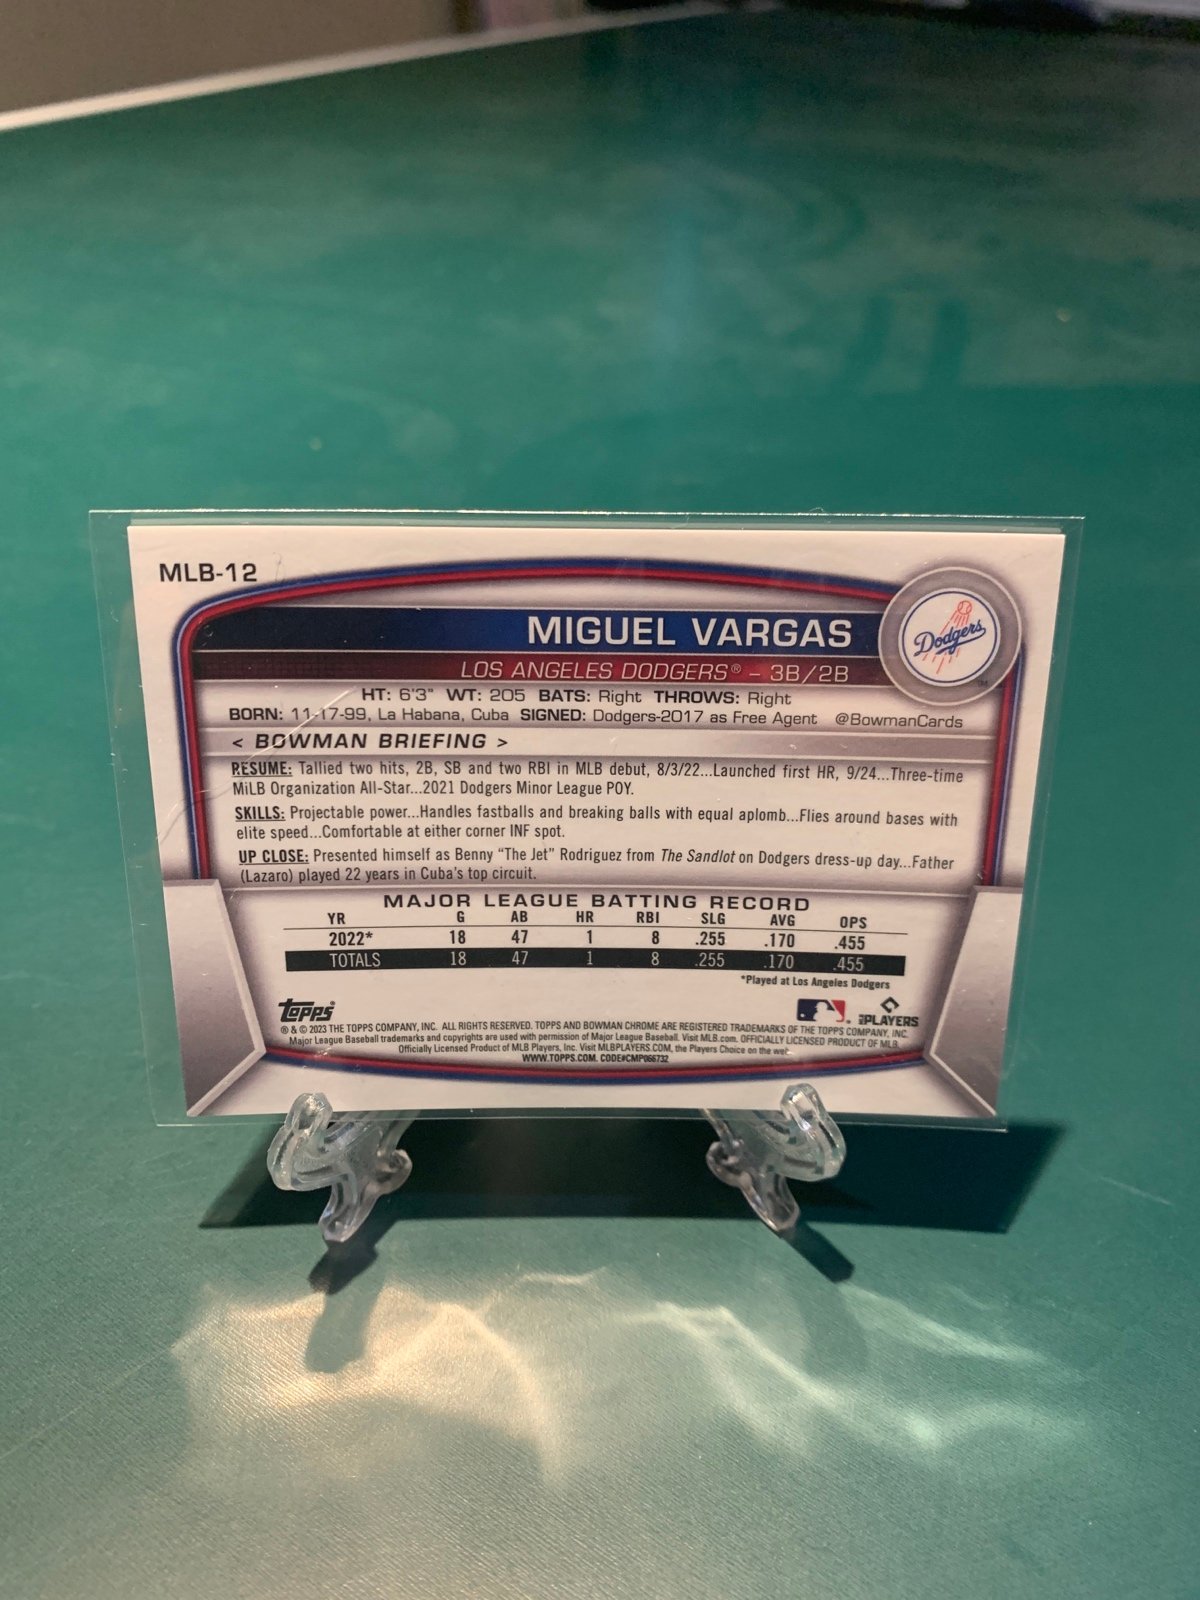 MLB-12
MIGUEL VARGAS
Dodgers
TM
LOS ANGELES DODGERS® – 3B/2B
HT: 6'3" WT: 205 BATS: Right THROWS: Right
BORN: 11-17-99, La Habana, Cuba SIGNED: Dodgers-2017 as Free Agent @BowmanCards
< BOWMAN BRIEFING >
RESUME: Tallied two hits, 2B, SB and two RBI in MLB debut, 8/3/22...Launched first HR, 9/24...Three-time
MiLB Organization All-Star...2021 Dodgers Minor League POY.
SKILLS: Projectable power...Handles fastballs and breaking balls with equal aplomb...Flies around bases with
elite speed...Comfortable at either corner INF spot.
UP CLOSE: Presented himself as Benny "The Jet" Rodriguez from The Sandlot on Dodgers dress-up day...Father
(Lazaro) played 22 years in Cuba's top circuit.
MAJOR LEAGUE BATTING RECORD
YR G AB HR RBI SLG AVG OPS
2022* 18 47 1 8 .255 .170 .455
TOTALS 18 47 1 8 .255 .170 .455
*Played at Los Angeles Dodgers
Topps® PLAYERS
® & © 2023 THE TOPPS COMPANY, INC. ALL RIGHTS RESERVED. TOPPS AND BOWMAN CHROME ARE REGISTERED TRADEMARKS OF THE TOPPS COMPANY, INC.
Major League Baseball trademarks and copyrights are used with permission of Major League Baseball. Visit MLB.com. OFFICIALLY LICENSED PRODUCT OF MLB
Officially Licensed Product of MLB Players, Inc. Visit MLBPLAYERS.COM, the Players Choice on the web.
WWW.TOPPS.COM. CODE#CMP066732